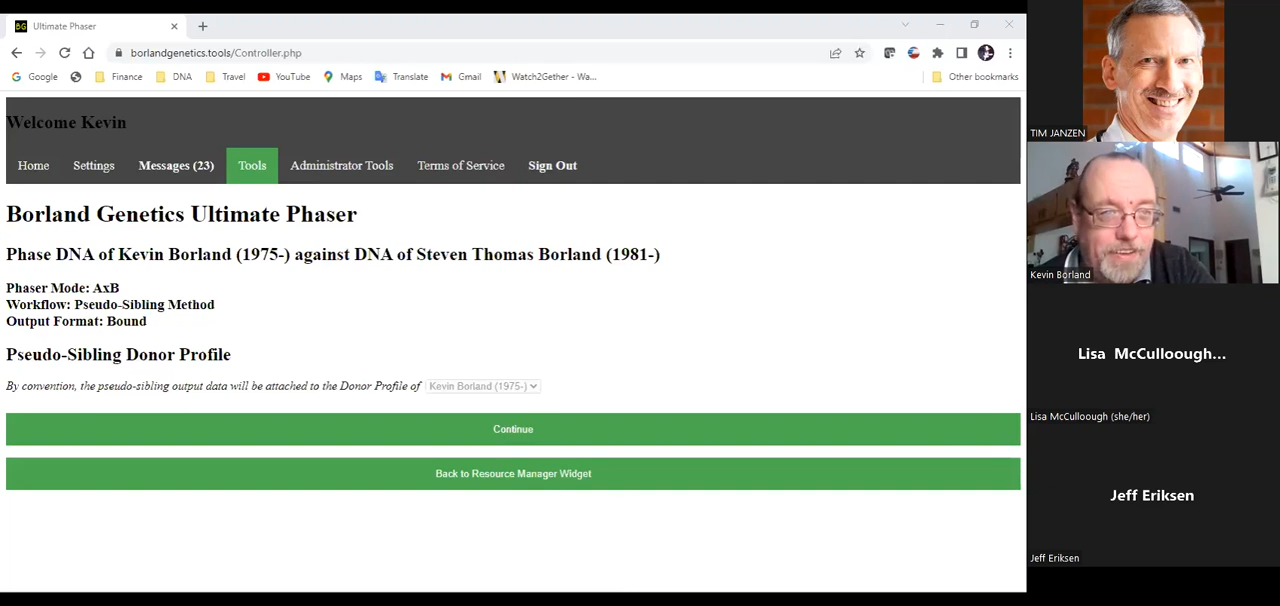 Ultimate Phaser
borlandgenetics.tools/Controller.php
Google
Finance
DNA
Travel
YouTube
Maps
Translate
Gmail
Watch2Gether - Wa...
Other bookmarks
Welcome Kevin
Home
Settings
Messages (23)
Tools
Administrator Tools
Terms of Service
Sign Out
Borland Genetics Ultimate Phaser
Phase DNA of Kevin Borland (1975-) against DNA of Steven Thomas Borland (1981-)
Phaser Mode: AxB
Workflow: Pseudo-Sibling Method
Output Format: Bound
Pseudo-Sibling Donor Profile
By convention, the pseudo-sibling output data will be attached to the Donor Profile of Kevin Borland (1975-)
Continue
Back to Resource Manager Widget
TIM JANZEN
Kevin Borland
Lisa McCulloough...
Lisa McCulloough (she/her)
Jeff Eriksen
Jeff Eriksen